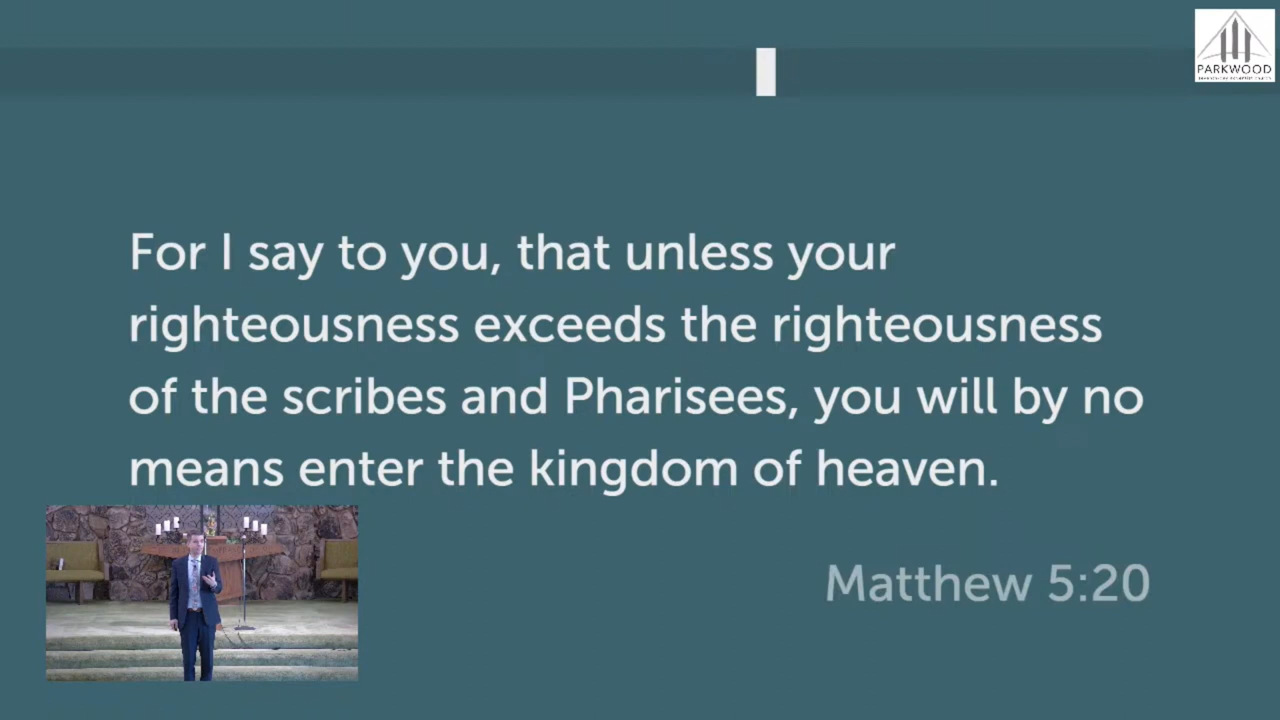 PARKWOOD
For I say to you, that unless your
righteousness exceeds the righteousness
of the scribes and Pharisees, you will by no
means enter the kingdom of heaven.
Matthew 5:20